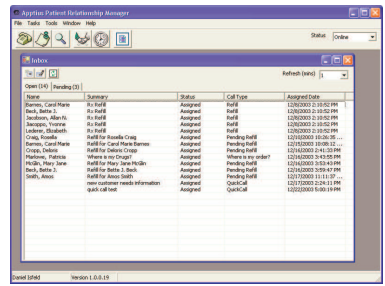 Apptius Patient Relationship Manager
File Tasks Tools Window Help
Status Online
Inbox
Refresh (mins) 1
Open (14) Pending (3)
Name Summary Status Call Type Assigned Date
Barnes, Carol Marie Rx Refill Assigned Refill 12/8/2003 2:10:52 PM
Beck, Bette J. Rx Refill Assigned Refill 12/8/2003 2:10:52 PM
Jacobson, Allan N. Rx Refill Assigned Refill 12/8/2003 2:10:52 PM
Jacoppo, Yvonne Rx Refill Assigned Refill 12/8/2003 2:10:52 PM
Lederer, Elizabeth Rx Refill Assigned Refill 12/8/2003 2:10:52 PM
Craig, Rosella Refill for Rosella Craig Assigned Pending Refill 12/10/2003 10:26:35 ...
Barnes, Carol Marie Refill for Carol Marie Barnes Assigned Pending Refill 12/15/2003 10:08:12 ...
Cropp, Deloris Refill for Deloris Cropp Assigned Pending Refill 12/16/2003 2:41:33 PM
Marlowe, Patricia Where is my Drugs? Assigned Where is my order? 12/16/2003 3:43:55 PM
McGlin, Mary Jane Refill for Mary Jane McGlin Assigned Pending Refill 12/16/2003 3:53:43 PM
Beck, Bette J. Refill for Bette J. Beck Assigned Pending Refill 12/16/2003 3:59:47 PM
Smith, Amos Refill for Amos Smith Assigned Pending Refill 12/17/2003 11:11:37 ...
new customer needs information Assigned QuickCall 12/17/2003 2:24:11 PM
quick call test Assigned QuickCall 12/22/2003 5:00:19 PM
Daniel Isfeld Version 1.0.0.19